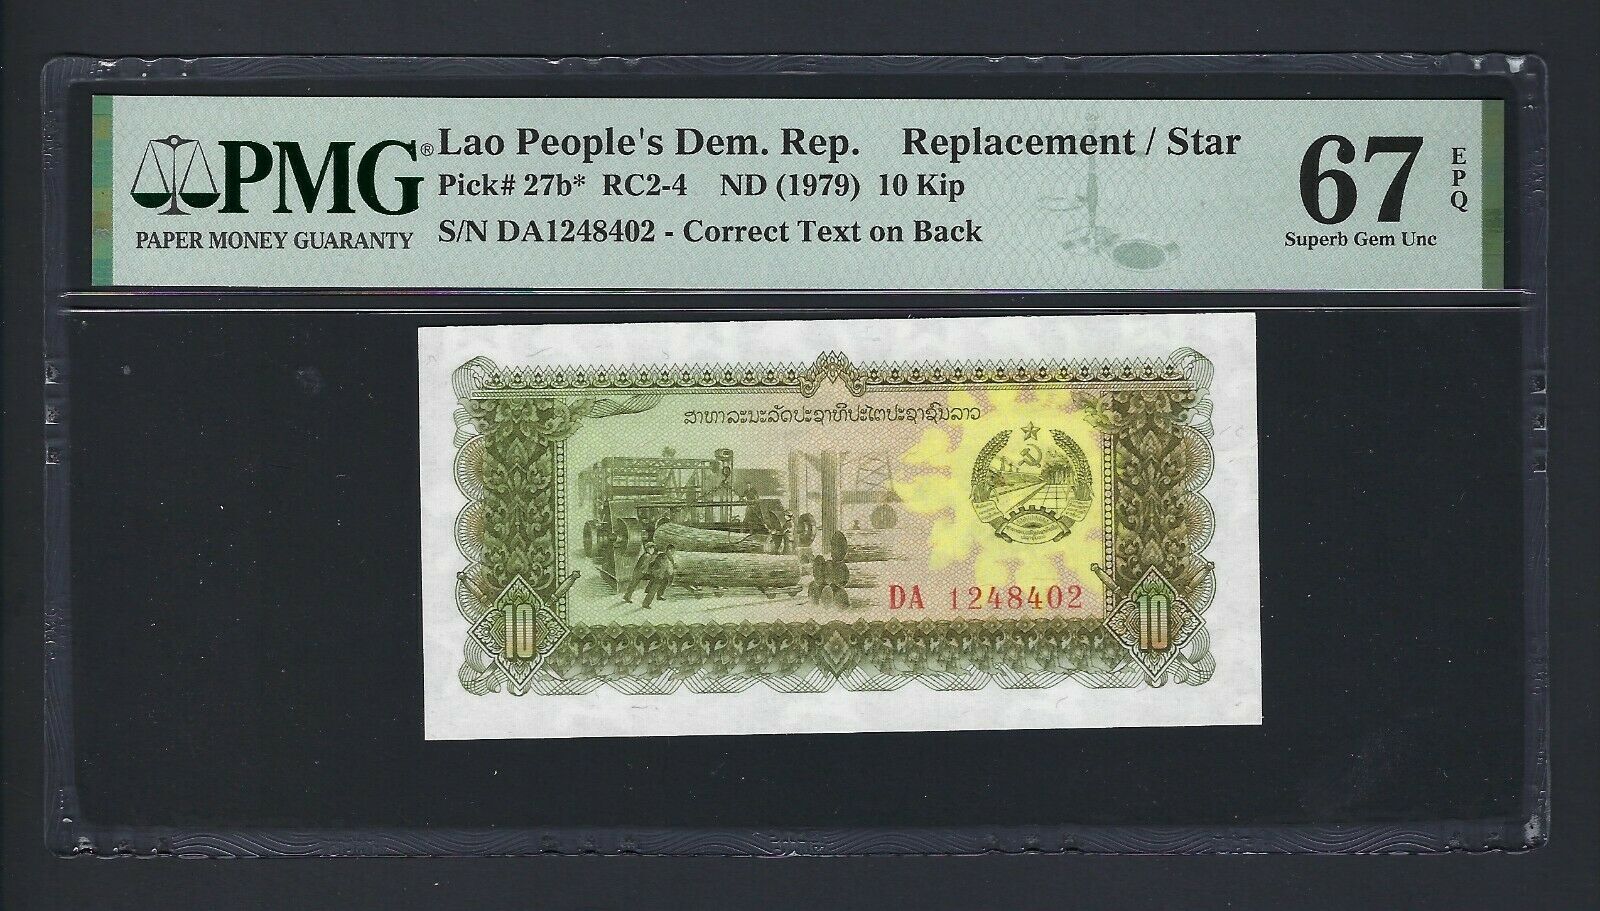 PMG®
PAPER MONEY GUARANTY
Lao People's Dem. Rep. Replacement / Star
Pick# 27b* RC2-4 ND (1979) 10 Kip
S/N DA1248402 - Correct Text on Back
67 EPQ
Superb Gem Unc
ສາທາລະນະລັດປະຊາທິປະໄຕປະຊາຊົນລາວ
DA 1248402
10 10